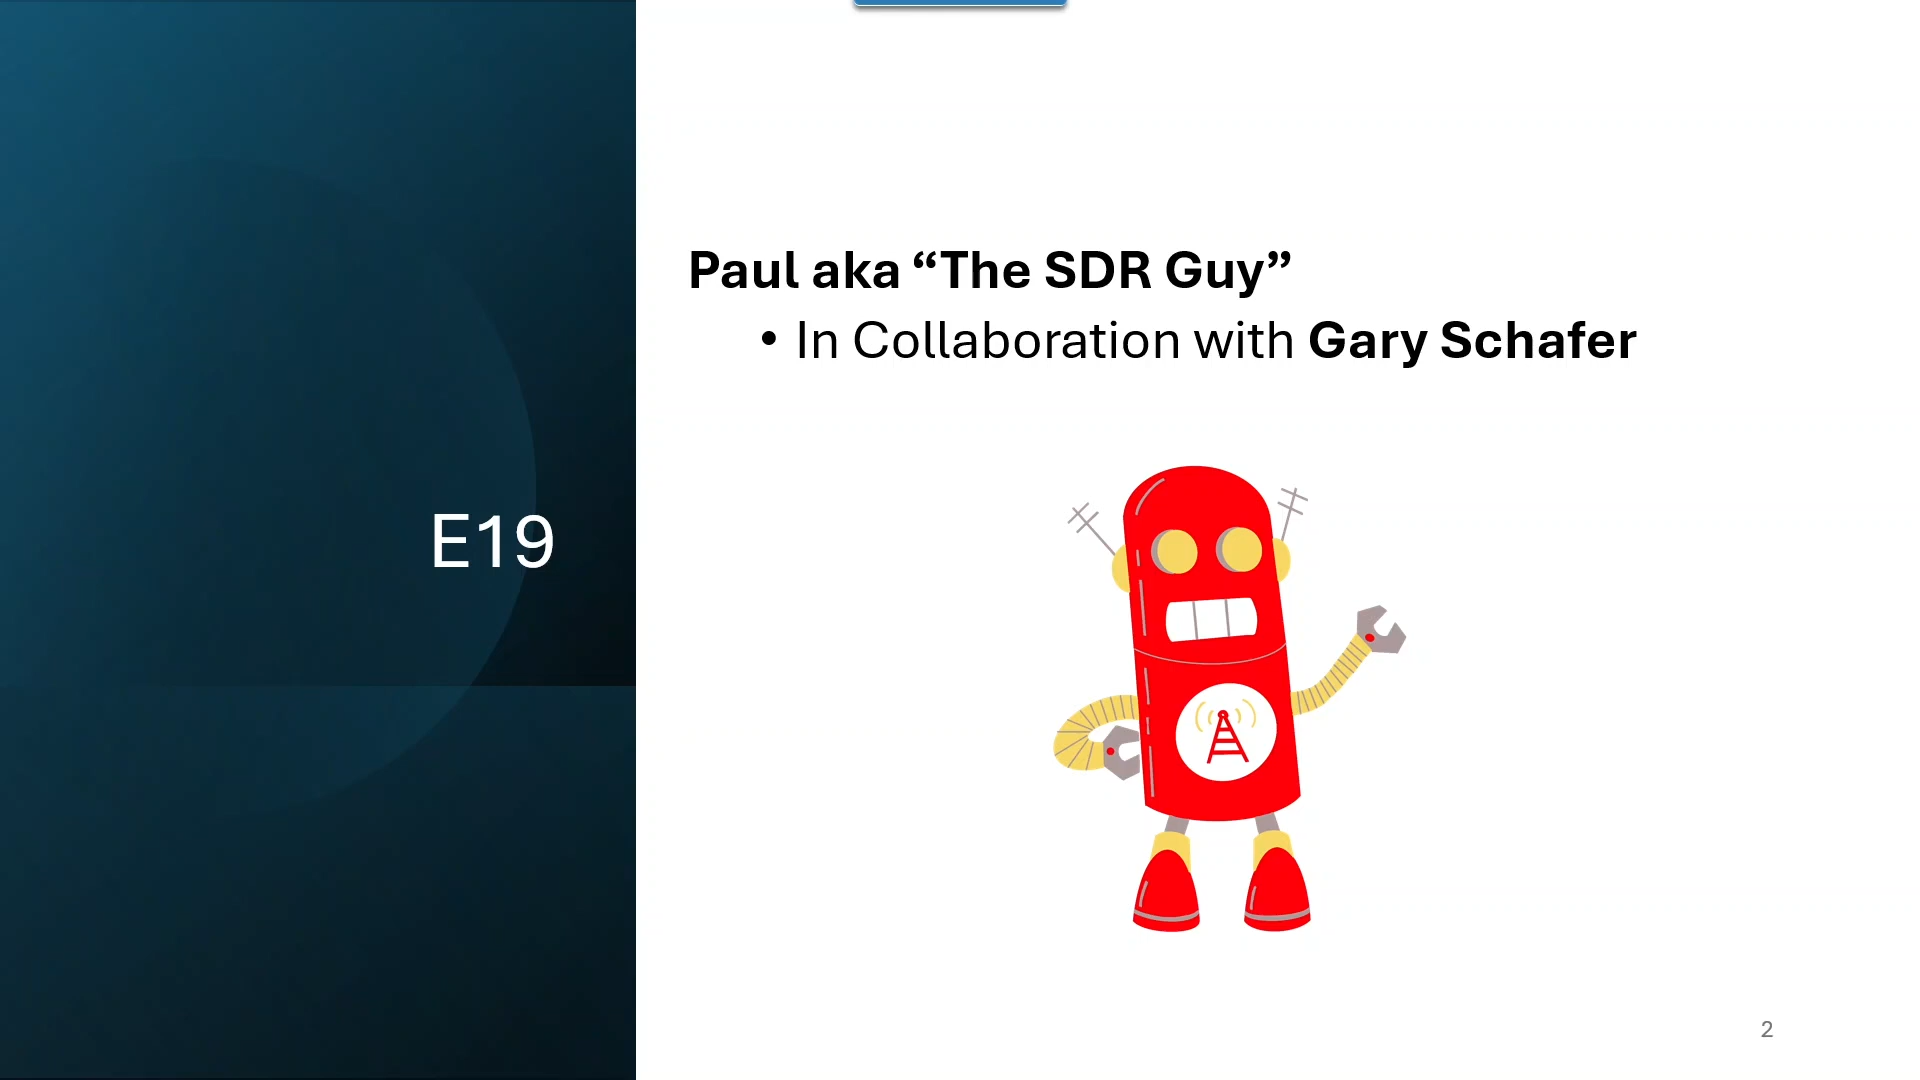 E19
Paul aka “The SDR Guy”
• In Collaboration with Gary Schafer
2